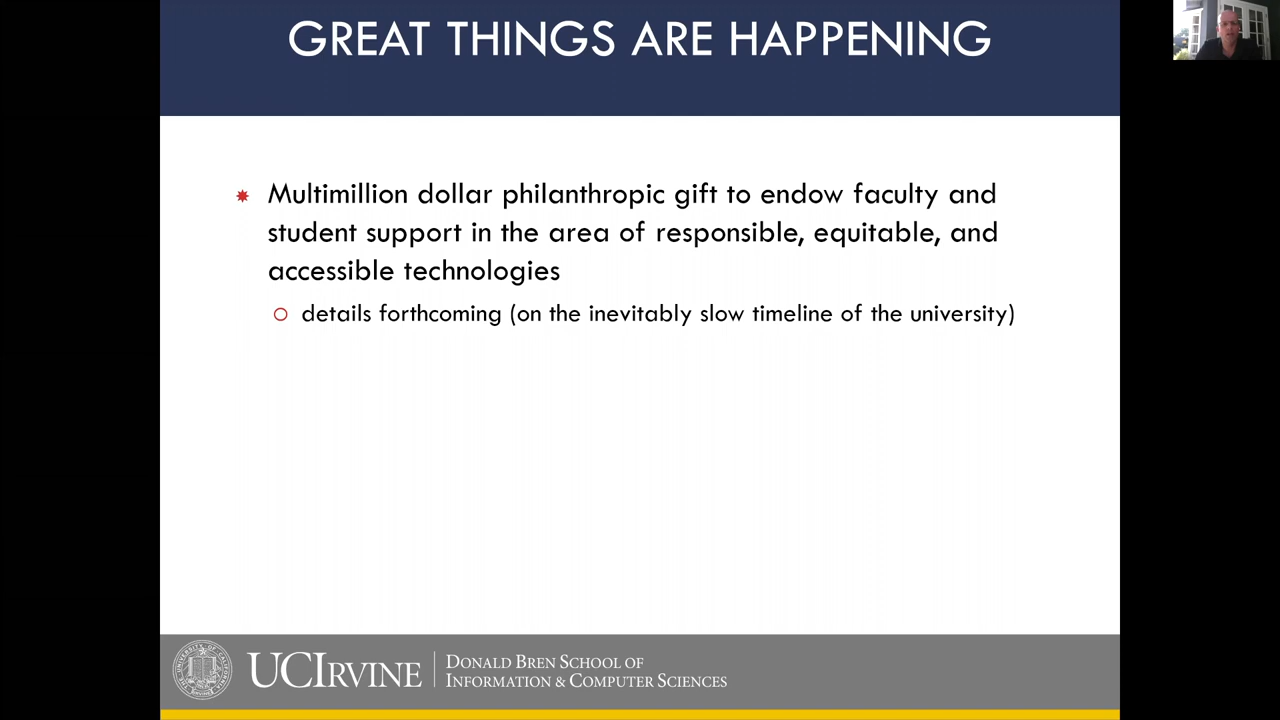 GREAT THINGS ARE HAPPENING
Multimillion dollar philanthropic gift to endow faculty and
student support in the area of responsible, equitable, and
accessible technologies
details forthcoming (on the inevitably slow timeline of the university)
UCIRVINE
DONALD BREN SCHOOL OF
INFORMATION & COMPUTER SCIENCES